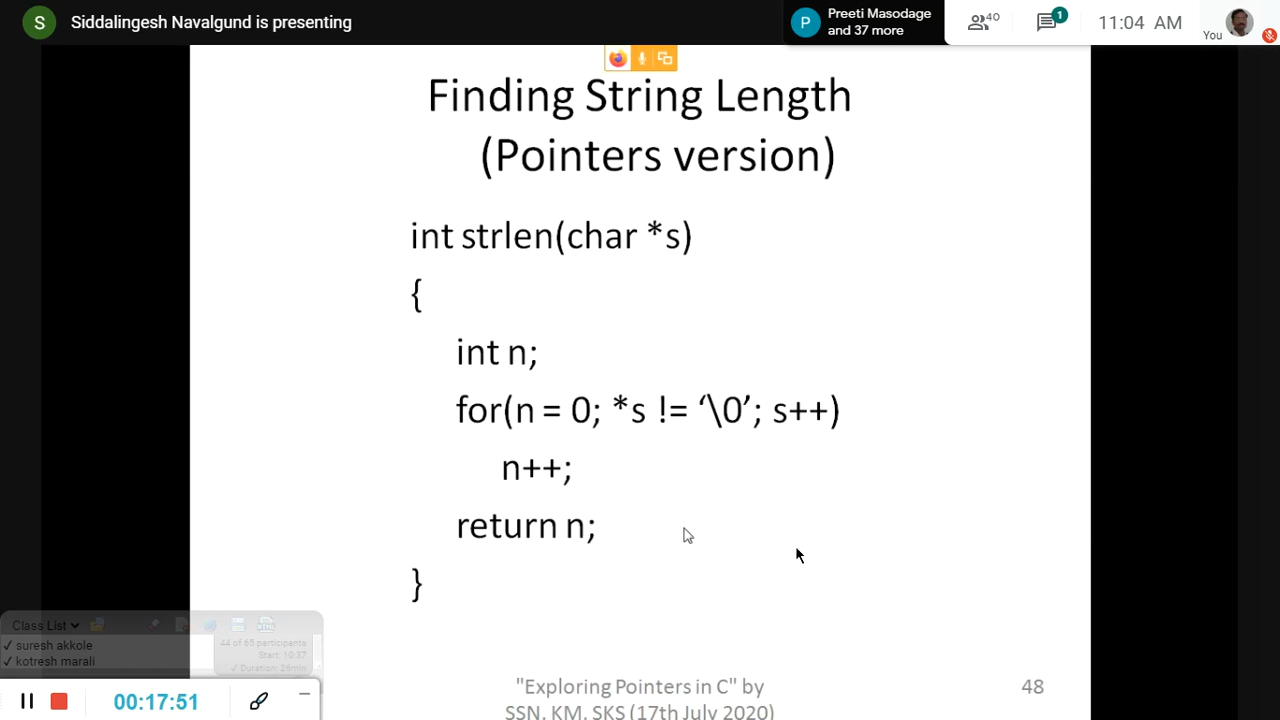 S Siddalingesh Navalgund is presenting
P Preeti Masodage
and 37 more
40
1
11:04 AM
You
Finding String Length
(Pointers version)
int strlen(char *s)
{
int n;
for(n = 0; *s != ‘\0’; s++)
n++;
return n;
}
Class List
✓ suresh akkole
✓ kotresh marali
44 of 65 participants
Start: 10:37
✓ Duration: 26min
00:17:51
"Exploring Pointers in C" by
SSN, KM, SKS (17th July 2020)
48